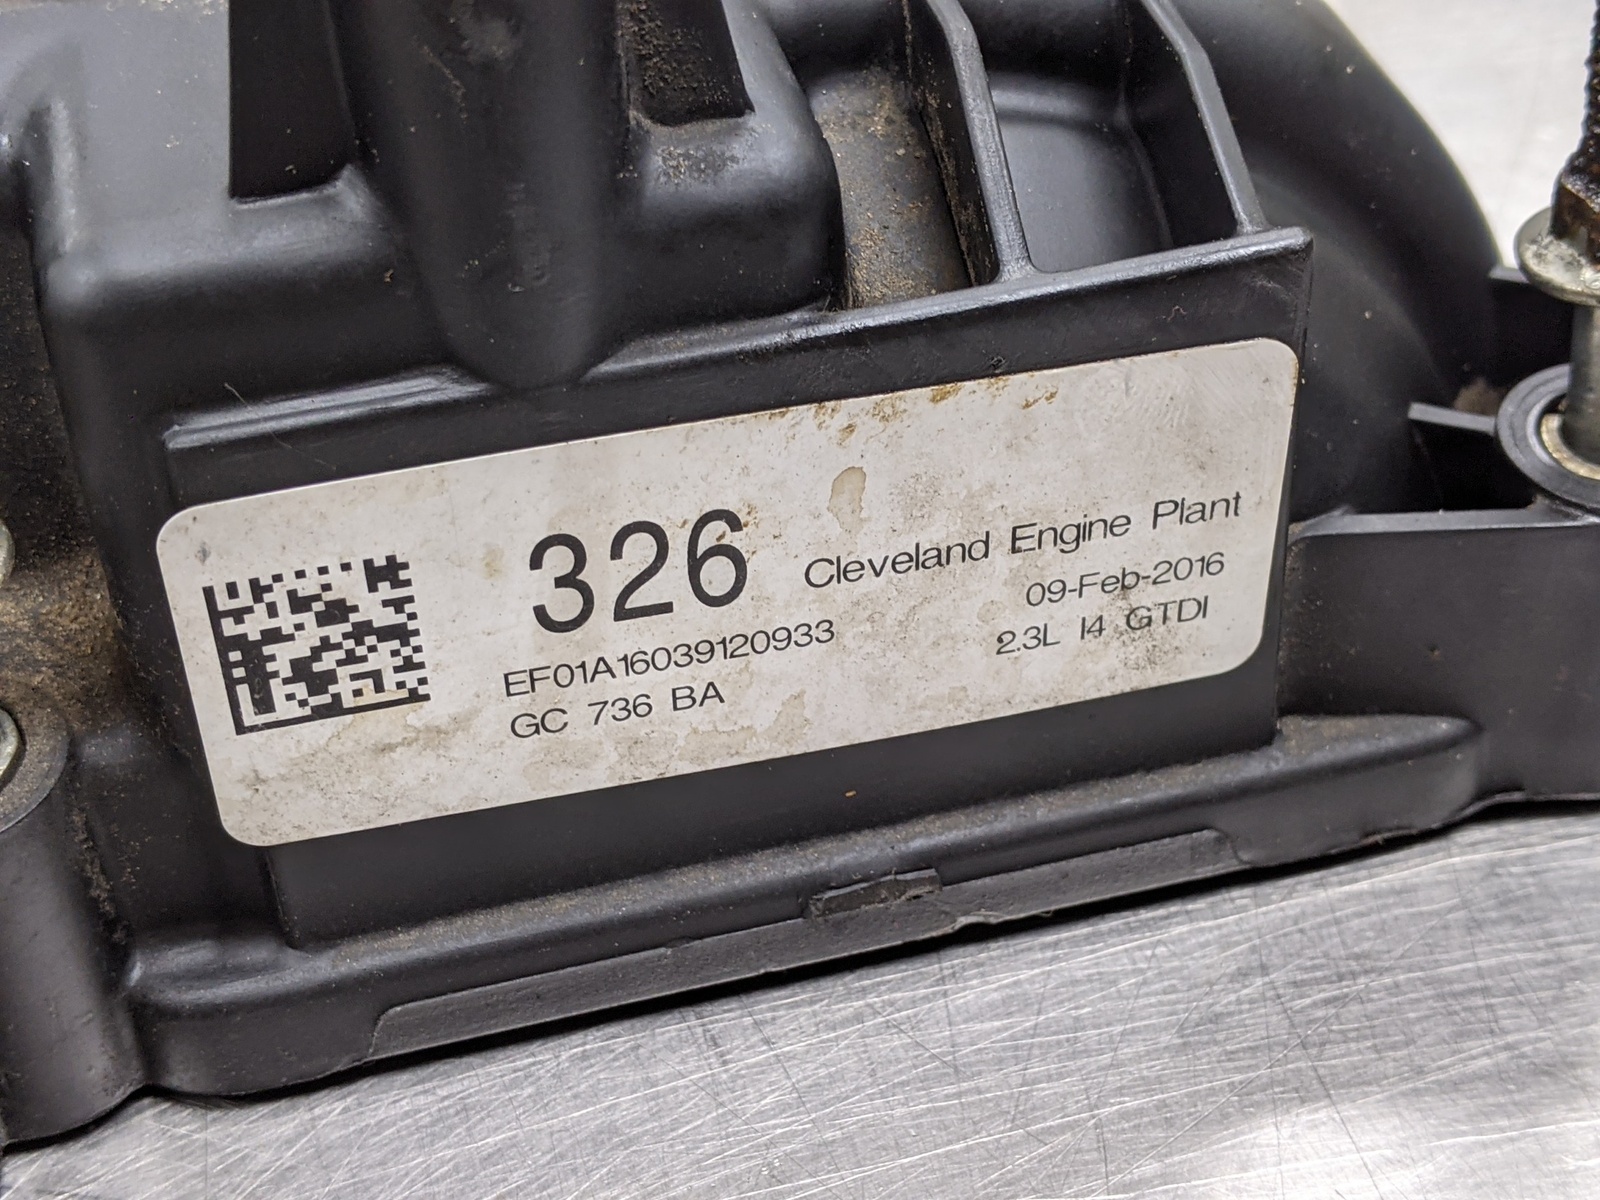 326
EF01A16039120933
GC 736 BA
Cleveland Engine Plant
09-Feb-2016
2.3L I4 GTDI